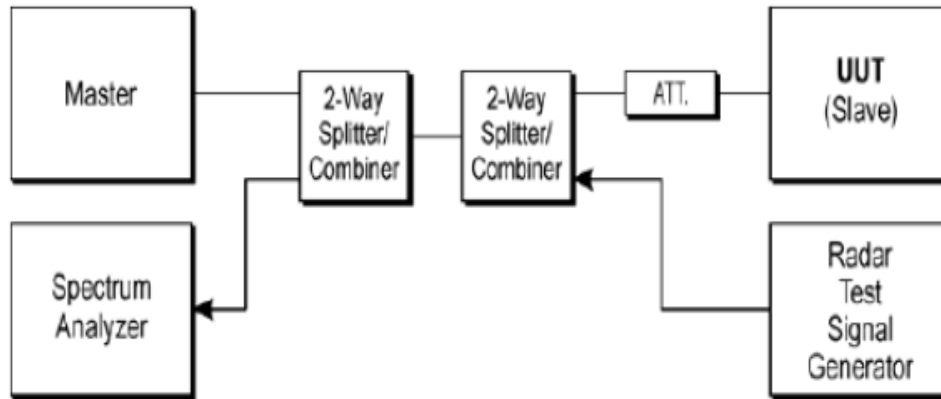 Master
2-Way
Splitter/
Combiner
2-Way
Splitter/
Combiner
ATT.
UUT
(Slave)
Spectrum
Analyzer
Radar
Test
Signal
Generator